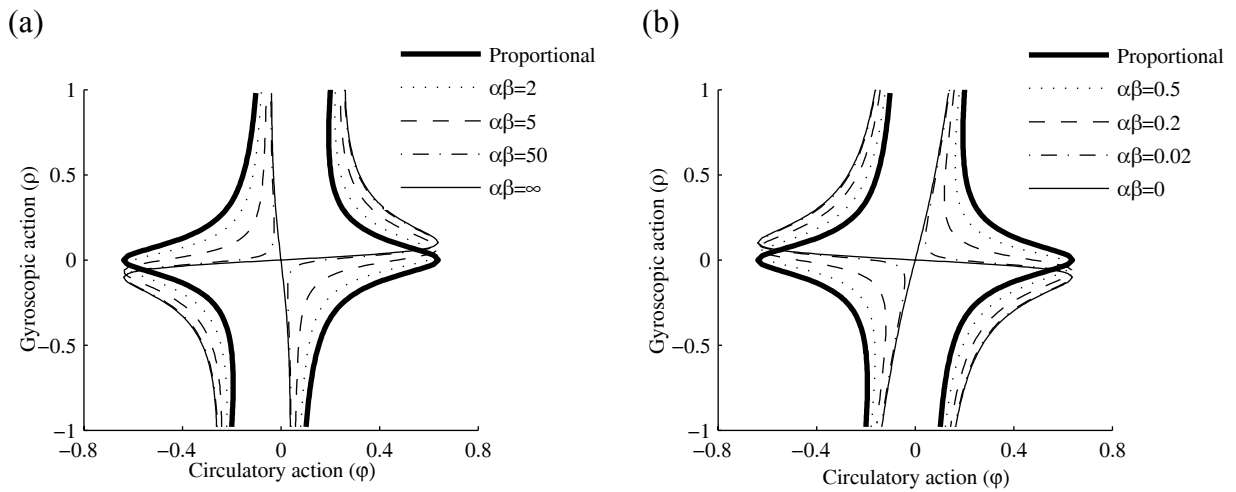 (a)
Proportional
αβ=2
αβ=5
αβ=50
αβ=∞
1
0.5
0
−0.5
−1
Gyroscopic action (ρ)
−0.8
−0.4
0
0.4
0.8
Circulatory action (φ)
(b)
Proportional
αβ=0.5
αβ=0.2
αβ=0.02
αβ=0
1
0.5
0
−0.5
−1
Gyroscopic action (ρ)
−0.8
−0.4
0
0.4
0.8
Circulatory action (φ)